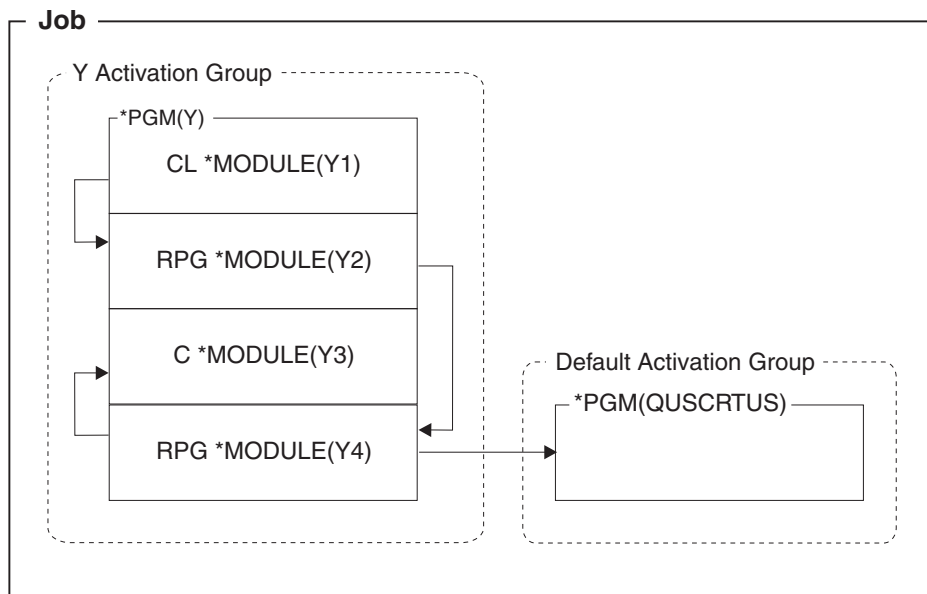 Job
Y Activation Group
*PGM(Y)
CL *MODULE(Y1)
RPG *MODULE(Y2)
C *MODULE(Y3)
RPG *MODULE(Y4)
Default Activation Group
*PGM(QUSCRTUS)